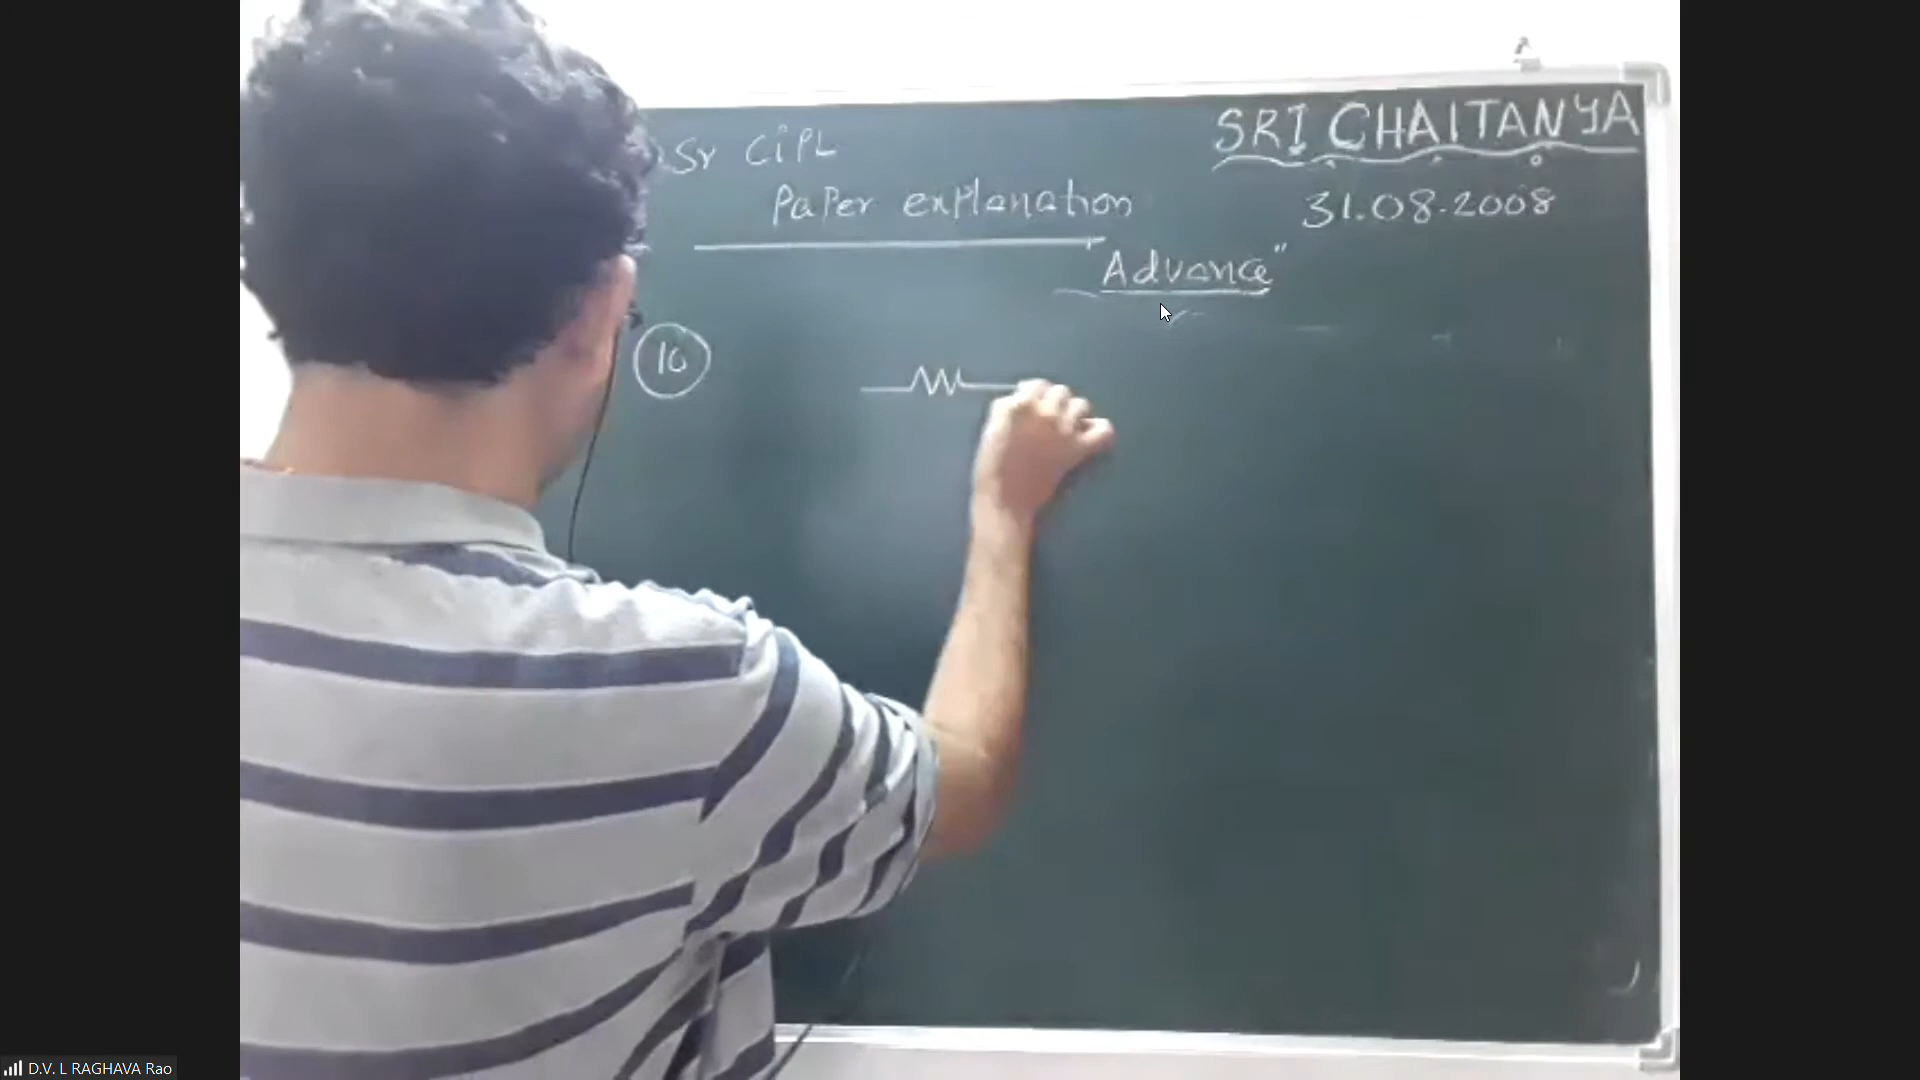 SRI CHAITANYA
Sr CiPL
Paper explanation
31.08.2008
"Advance"
10
D.V. L RAGHAVA Rao